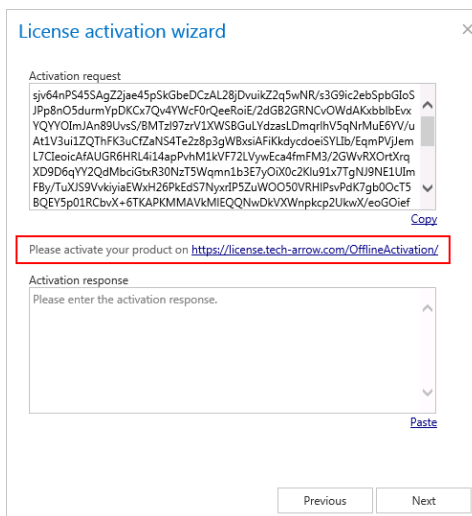 License activation wizard
Activation request
sjv64nPS45SAgZ2jae45pSkGbeDCzAL28jDvuikZ2q5wNR/s3G9ic2ebSpbGIoS
JPp8nO5durmYpDKCx7Qv4YWcF0rQeeRoiE/2dGB2GRNCvOWdAKxbblbEvx
YQYYOImJAn89UvsS/BMTzl97zrV1XWSBGuLYdzasLDmqrlhV5qNrMuE6YV/u
At1V3ui1ZQThFK3uCfZaNS4Te2z8p3gWBxsiAFiKkdycdoeiSYLIb/EqmPVjJem
L7CIeoicAfAUGR6HRL4i14apPvhM1kVF72LVywEca4fmFM3/2GWvRXOrtXrq
XD9D6qYY2QdMbciGtxR30NzT5Wqmn1b3E7yOiX0c2Klu91x7TgNJ9NE1UIm
FBy/TuXJS9VvkiyiaEWxH26PkEdS7NyxrIP5ZuWOO50VRHIPsvPdK7gb0OcT5
BQEY5p01RCbvX+6TKAPKMMAVkMlEQQNwDkVXWnpkcp2UkwX/eoGOief
Copy
Please activate your product on https://license.tech-arrow.com/OfflineActivation/
Activation response
Please enter the activation response.
Paste
Previous
Next